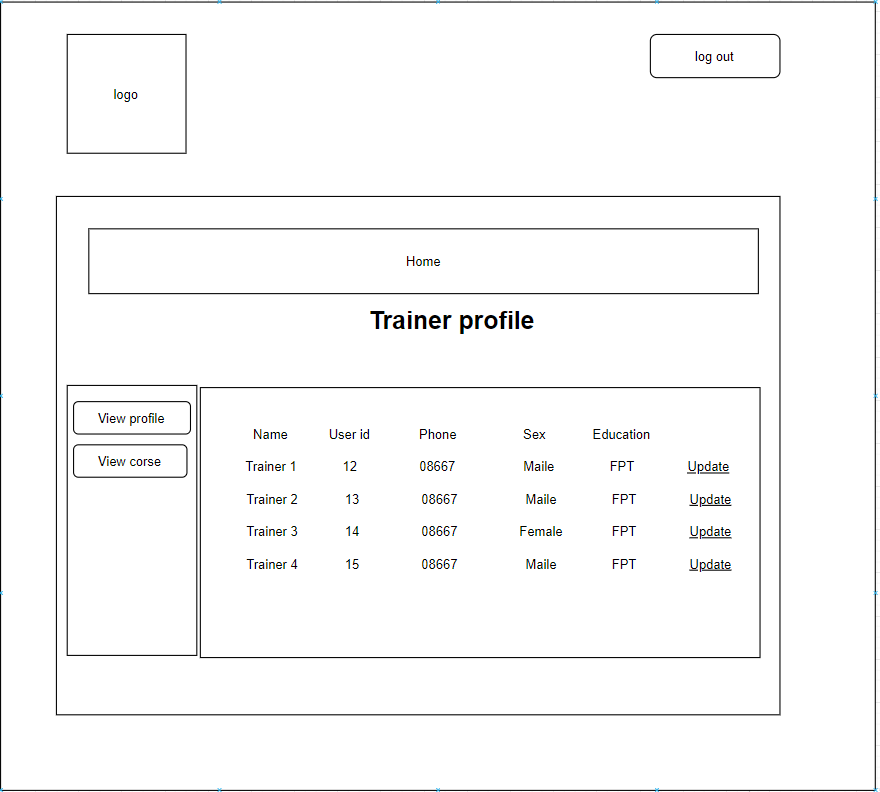 logo
log out
Home
Trainer profile
View profile
View corse
Name User id Phone Sex Education
Trainer 1 12 08667 Maile FPT Update
Trainer 2 13 08667 Maile FPT Update
Trainer 3 14 08667 Female FPT Update
Trainer 4 15 08667 Maile FPT Update